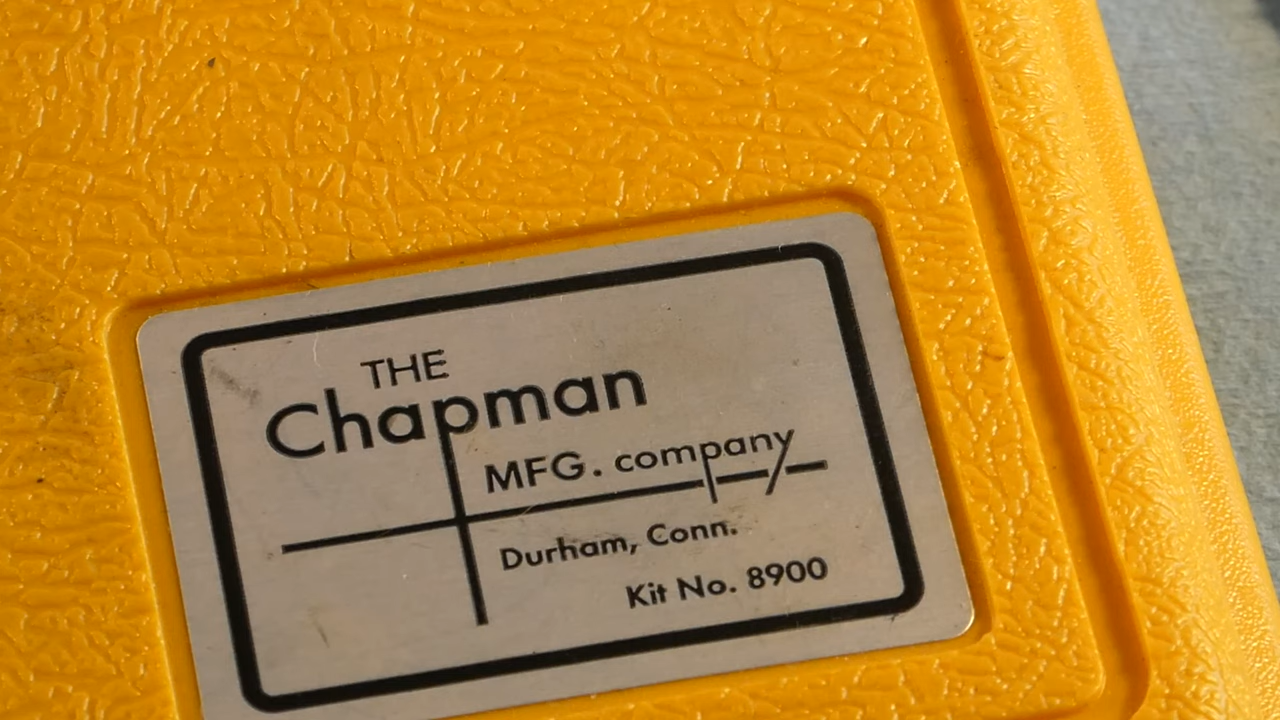 THE
Chapman
MFG. company
Durham, Conn.
Kit No. 8900